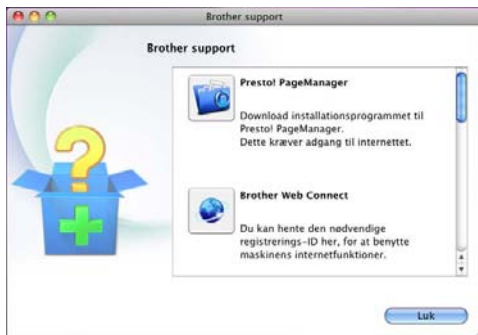 Brother support
Brother support
Presto! PageManager
Download installationsprogrammet til
Presto! PageManager.
Dette kræver adgang til internettet.
Brother Web Connect
Du kan hente den nødvendige
registrerings-ID her, for at benytte
maskinens internetfunktioner.
Luk